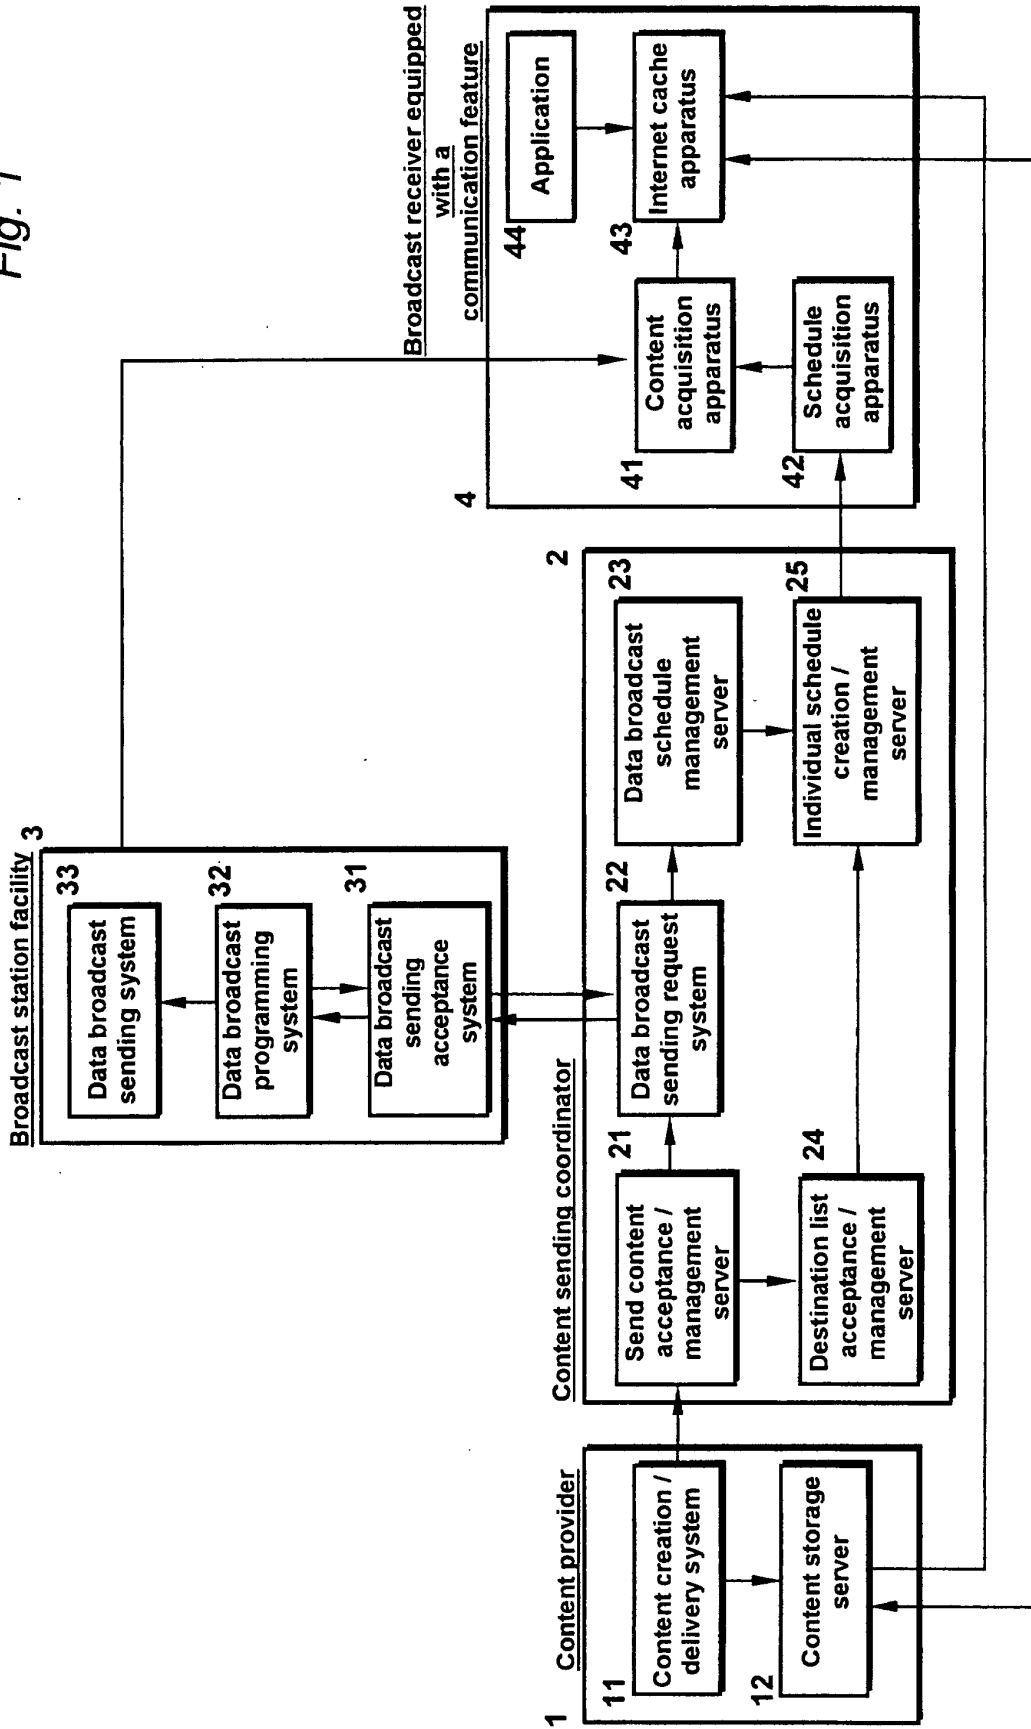 Fig. 1
Broadcast station facility
3
33
Data broadcast
sending system
32
Data broadcast
programming
system
31
Data broadcast
sending
acceptance
system
Broadcast receiver equipped
with a
communication feature
4
44
Application
43
Internet cache
apparatus
41
Content
acquisition
apparatus
42
Schedule
acquisition
apparatus
Content sending coordinator
2
21
Send content
acceptance /
management
server
22
Data broadcast
sending request
system
23
Data broadcast
schedule
management
server
24
Destination list
acceptance /
management
server
25
Individual schedule
creation /
management
server
Content provider
1
11
Content creation /
delivery system
12
Content storage
server